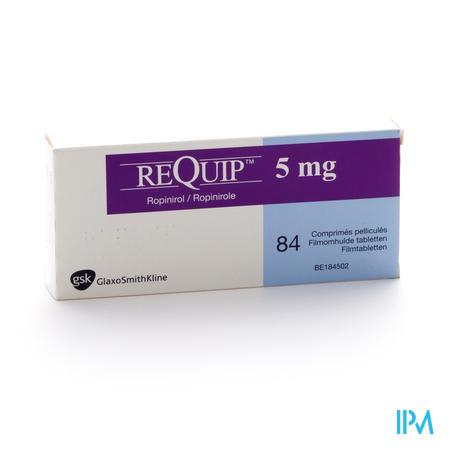 REQUIP™ 5 mg
Ropinirol / Ropinirole
84 Comprimés pelliculés
Filmomhulde tabletten
Filmtabletten
BE184502
gsk GlaxoSmithKline
IPM